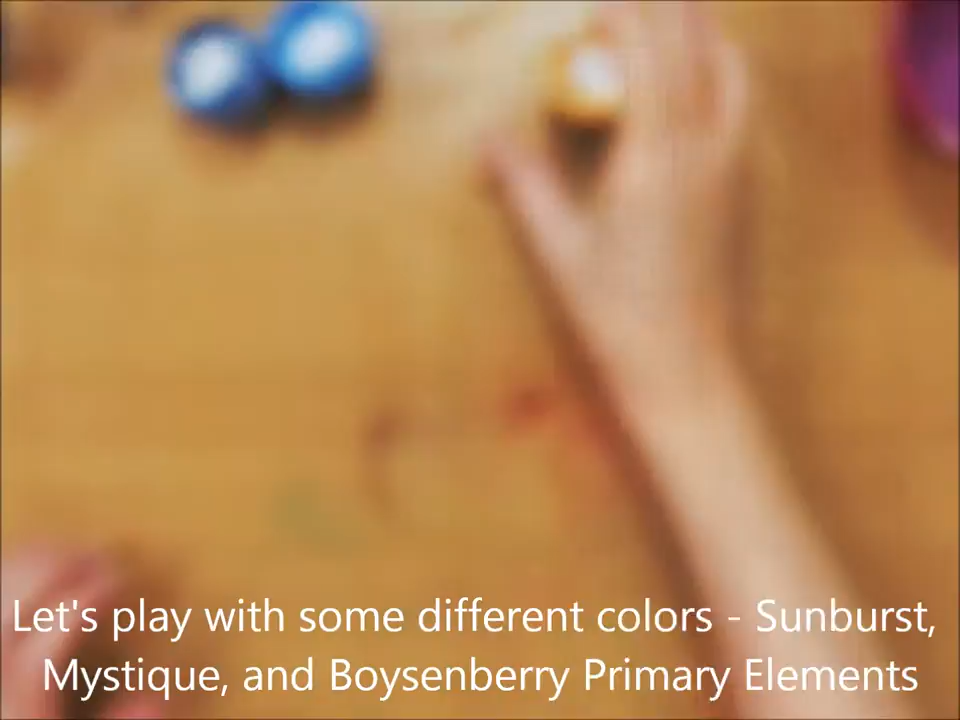 Let's play with some different colors - Sunburst,
Mystique, and Boysenberry Primary Elements